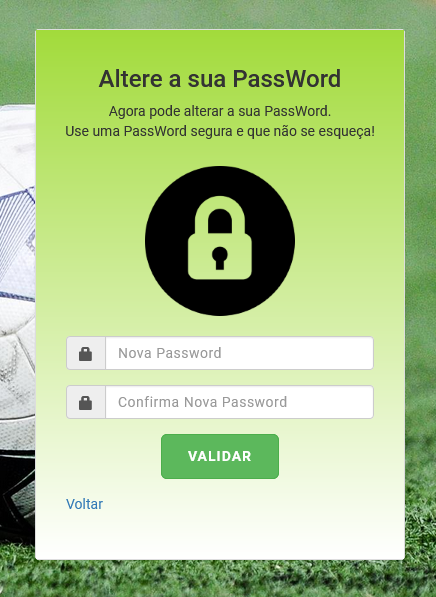 Altere a sua PassWord
Agora pode alterar a sua PassWord.
Use uma PassWord segura e que não se esqueça!
Nova Password
Confirma Nova Password
VALIDAR
Voltar